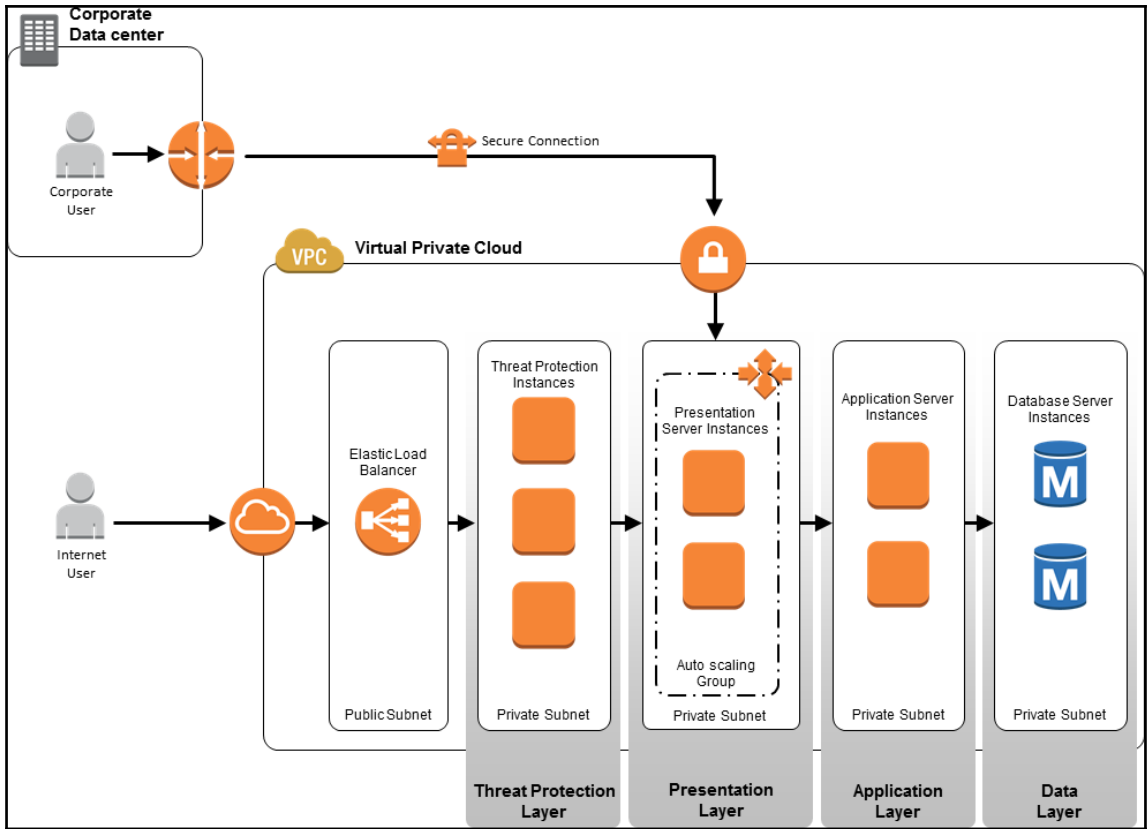 Corporate
Data center
Corporate
User
Secure Connection
VPC
Virtual Private Cloud
Internet
User
Elastic Load
Balancer
Public Subnet
Threat Protection
Instances
Private Subnet
Presentation
Server Instances
Auto scaling
Group
Private Subnet
Application Server
Instances
Private Subnet
Database Server
Instances
M
M
Private Subnet
Threat Protection
Layer
Presentation
Layer
Application
Layer
Data
Layer